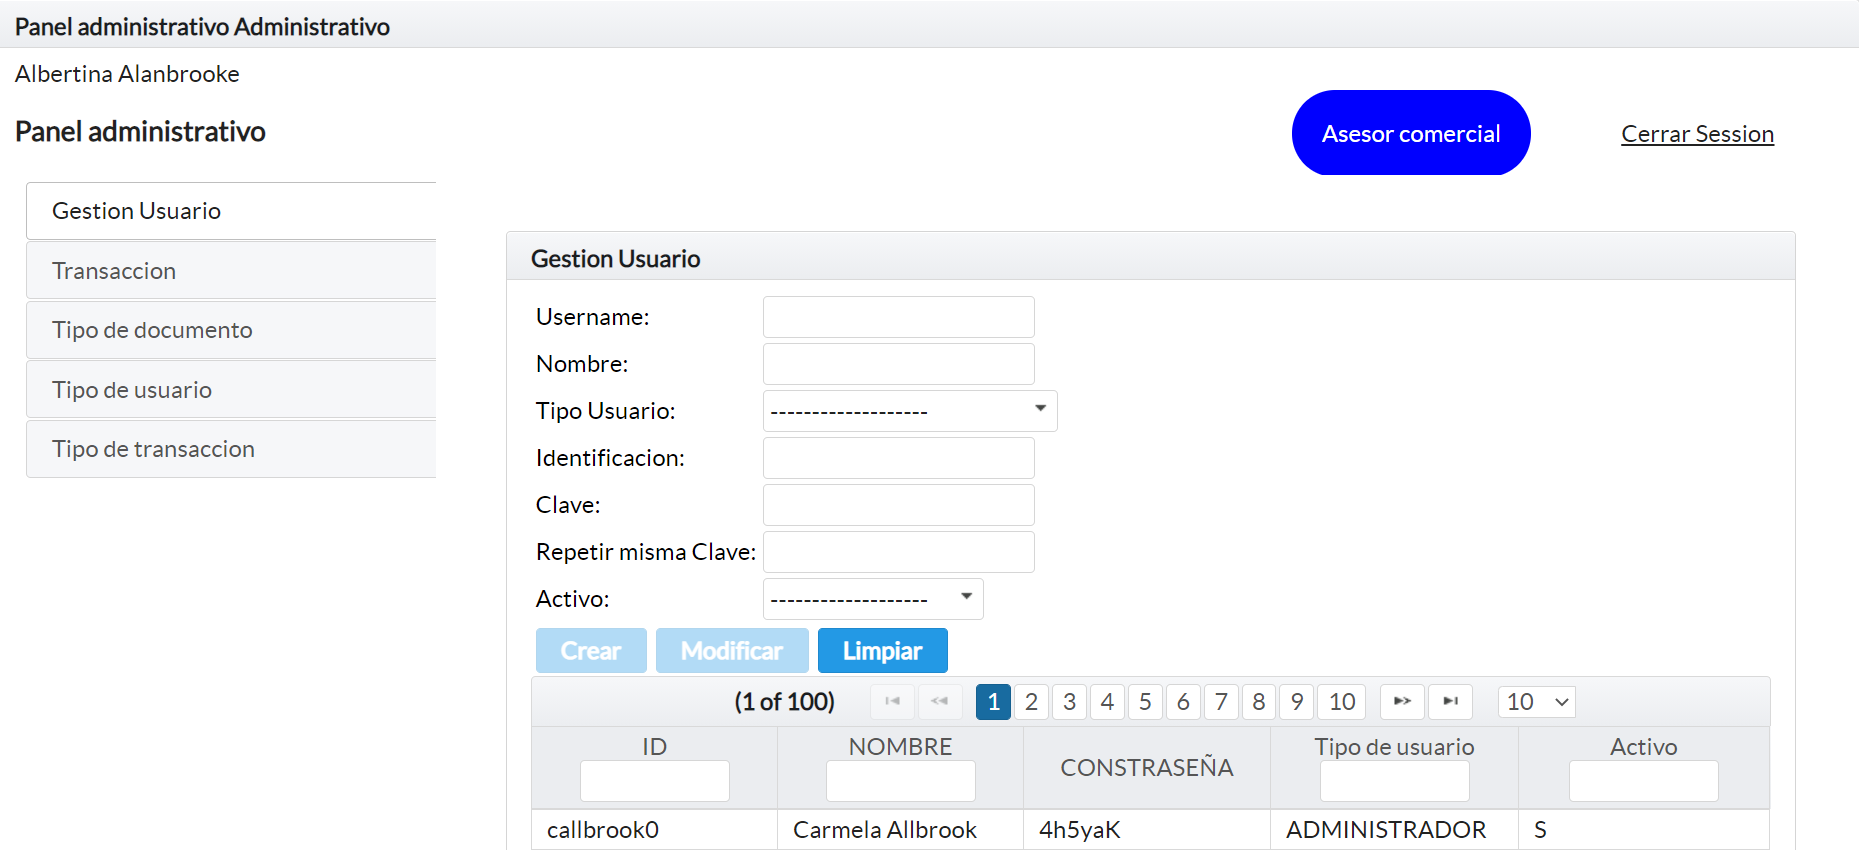 Panel administrativo Administrativo
Albertina Alanbrooke
Panel administrativo
Asesor comercial
Cerrar Session
Gestion Usuario
Transaccion
Tipo de documento
Tipo de usuario
Tipo de transaccion
Gestion Usuario
Username:
Nombre:
Tipo Usuario: -------------------
Identificacion:
Clave:
Repetir misma Clave:
Activo: -------------------
Crear Modificar Limpiar
(1 of 100) 1 2 3 4 5 6 7 8 9 10 10
ID NOMBRE CONSTRASEÑA Tipo de usuario Activo
callbrook0 Carmela Allbrook 4h5yaK ADMINISTRADOR S